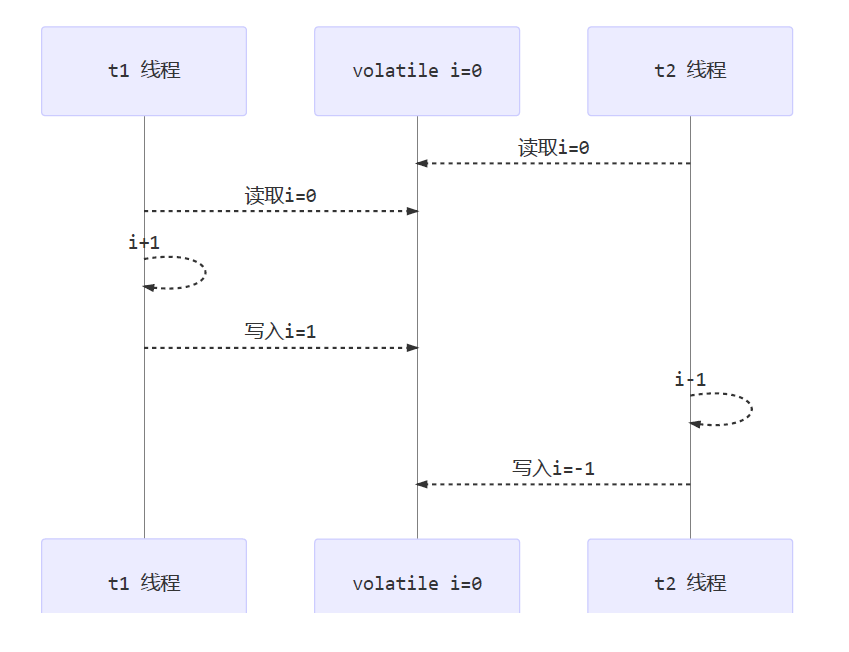 t1 线程
volatile i=0
t2 线程
读取i=0
读取i=0
i+1
写入i=1
i-1
写入i=-1
t1 线程
volatile i=0
t2 线程